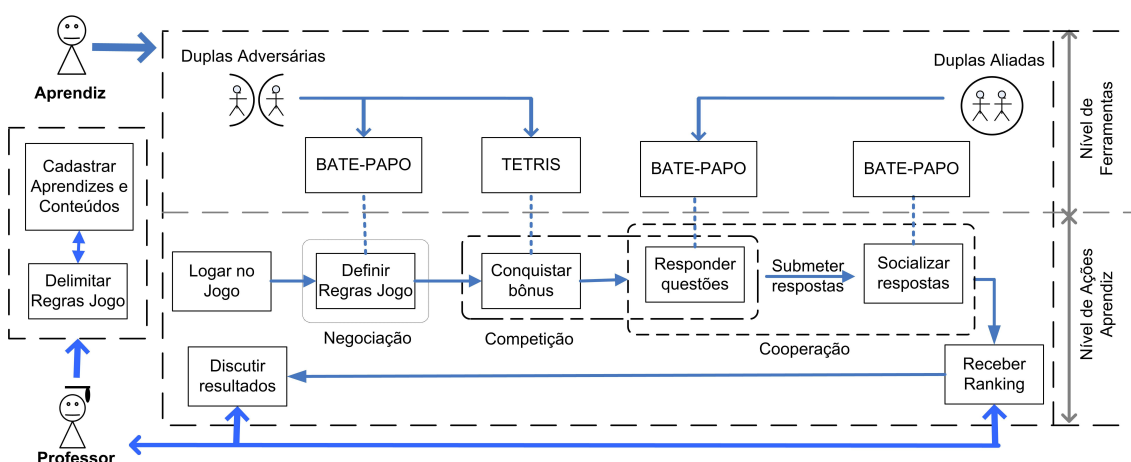 Duplas Adversárias
Duplas Aliadas
Aprendiz
Nível de
Ferramentas
BATE-PAPO
TETRIS
BATE-PAPO
BATE-PAPO
Cadastrar
Aprendizes e
Conteúdos
Delimitar
Regras Jogo
Logar no
Jogo
Definir
Regras Jogo
Conquistar
bônus
Responder
questões
Submeter
respostas
Socializar
respostas
Negociação
Competição
Cooperação
Nível de Ações
Aprendiz
Discutir
resultados
Receber
Ranking
Professor